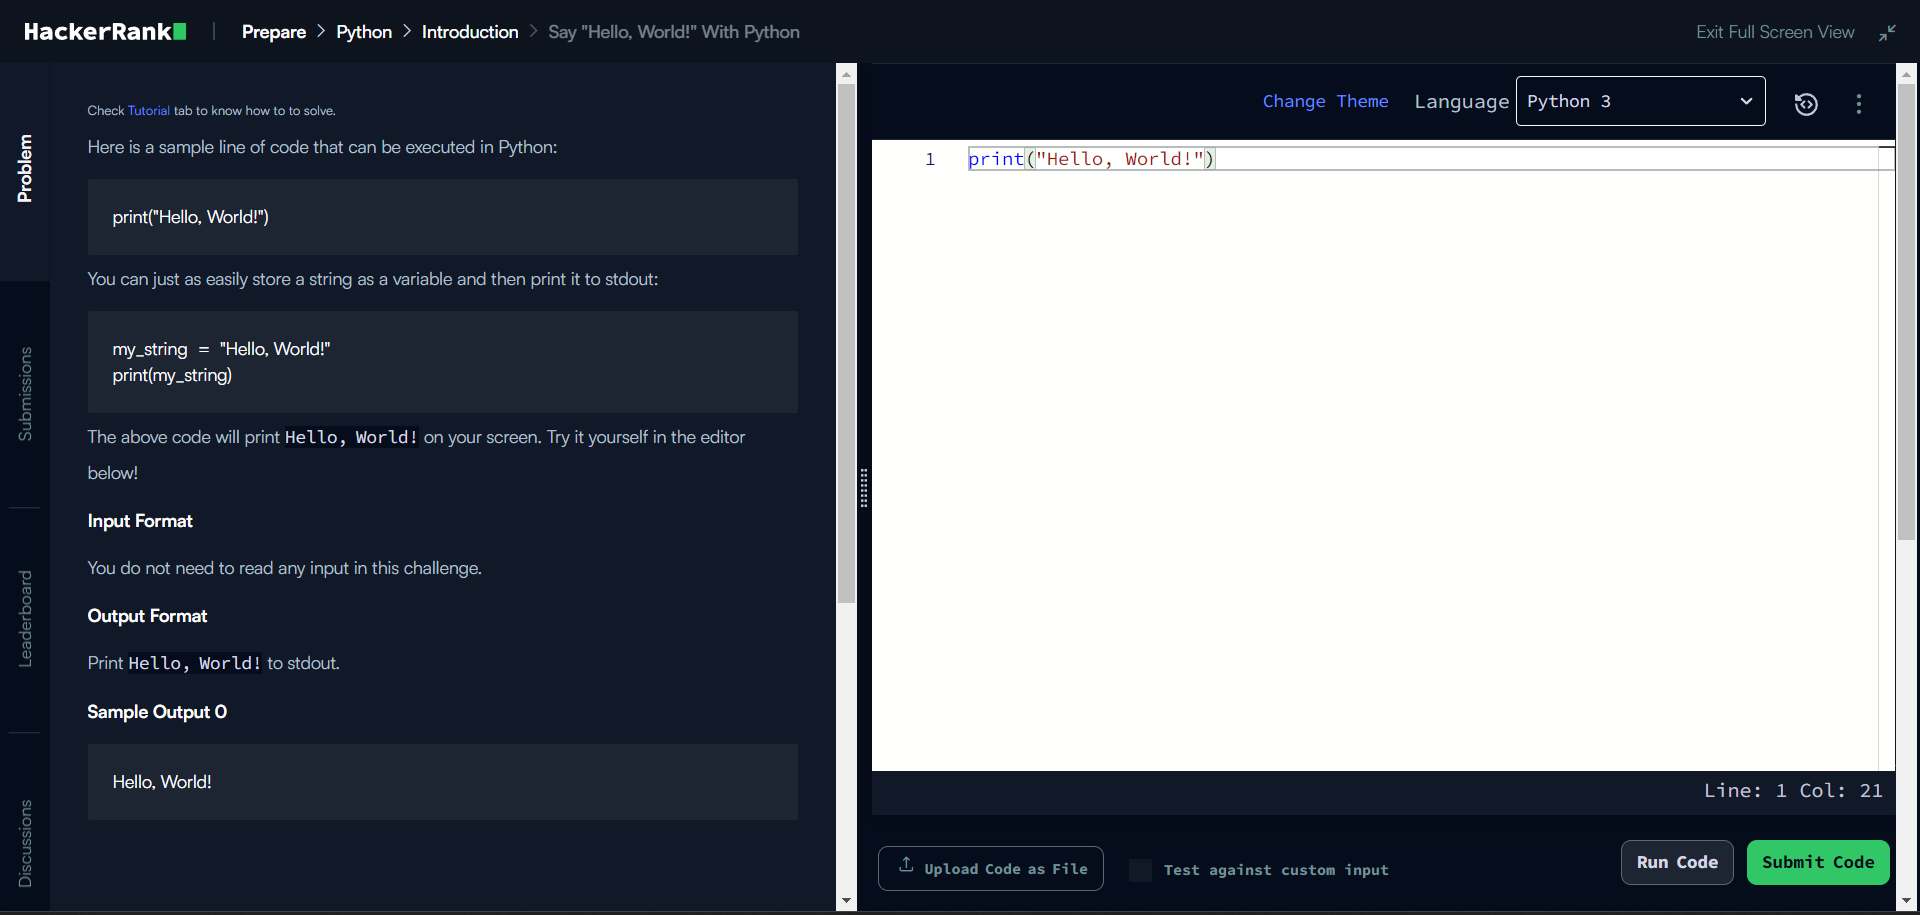 HackerRank
Prepare > Python > Introduction > Say "Hello, World!" With Python
Exit Full Screen View
Problem
Submissions
Leaderboard
Discussions
Check Tutorial tab to know how to to solve.
Here is a sample line of code that can be executed in Python:
print("Hello, World!")
You can just as easily store a string as a variable and then print it to stdout:
my_string = "Hello, World!"
print(my_string)
The above code will print Hello, World! on your screen. Try it yourself in the editor
below!
Input Format
You do not need to read any input in this challenge.
Output Format
Print Hello, World! to stdout.
Sample Output 0
Hello, World!
Change Theme Language Python 3
1 print("Hello, World!")
Line: 1 Col: 21
Upload Code as File
Test against custom input
Run Code
Submit Code